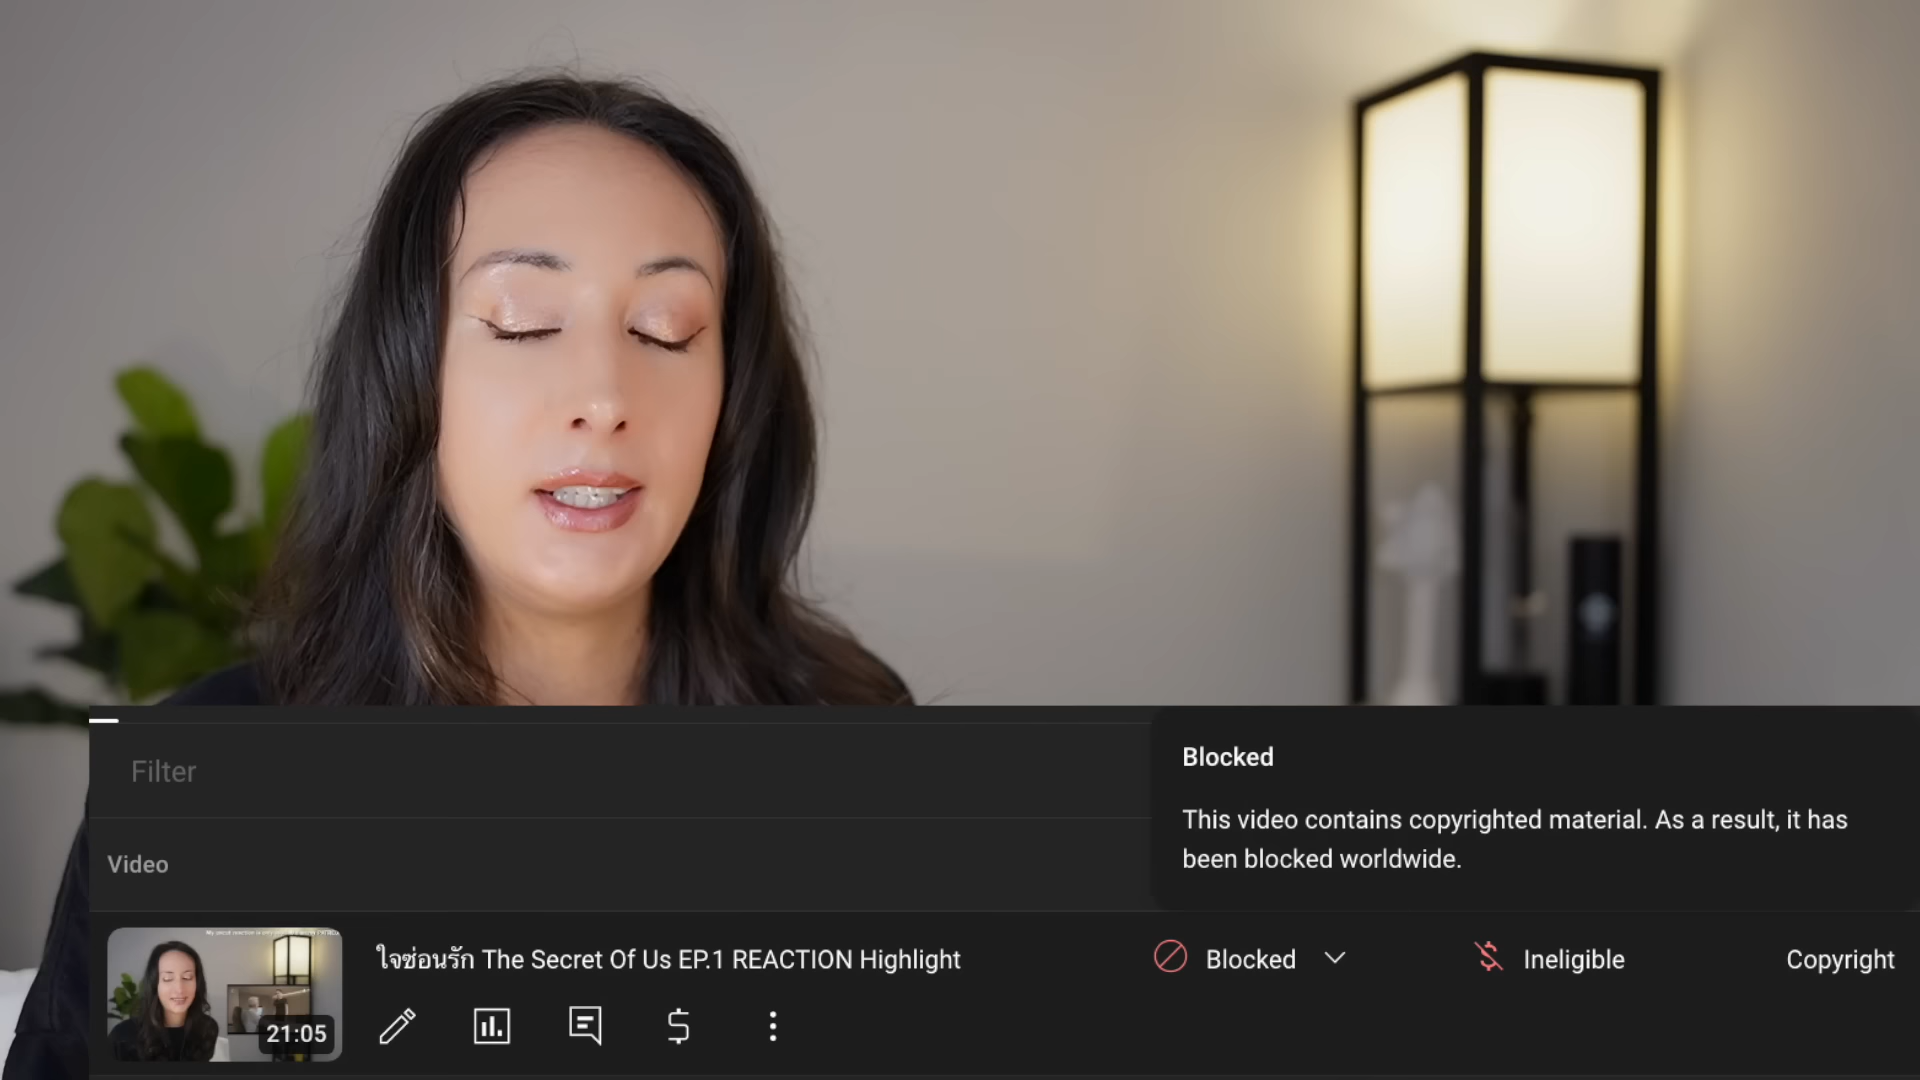 Filter
Blocked
This video contains copyrighted material. As a result, it has
been blocked worldwide.
Video
ใจซ่อนรัก The Secret Of Us EP.1 REACTION Highlight
Blocked
Ineligible
Copyright
21:05